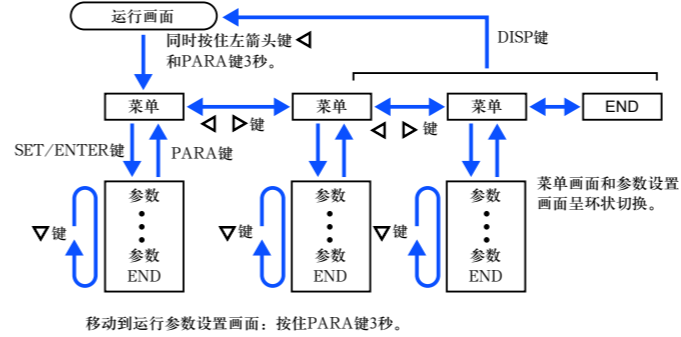 运行画面
同时按住左箭头键
和PARA键3秒。
DISP键
菜单
菜单
菜单
END
键
键
SET/ENTER键
PARA键
菜单画面和参数设置
画面呈环状切换。
参数
参数
END
键
参数
参数
END
键
参数
参数
END
键
移动到运行参数设置画面：按住PARA键3秒。